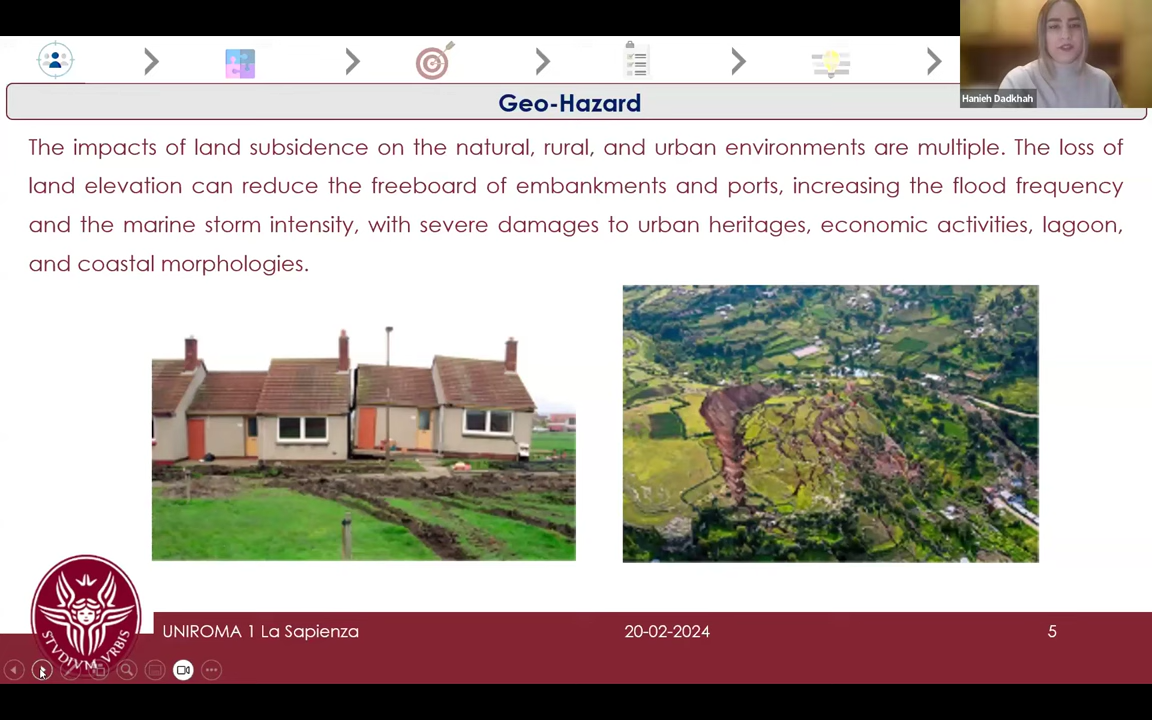 Hanieh Dadkhah
Geo-Hazard
The impacts of land subsidence on the natural, rural, and urban environments are multiple. The loss of
land elevation can reduce the freeboard of embankments and ports, increasing the flood frequency
and the marine storm intensity, with severe damages to urban heritages, economic activities, lagoon,
and coastal morphologies.
STVDIVM VRBIS
UNIROMA 1 La Sapienza
20-02-2024
5